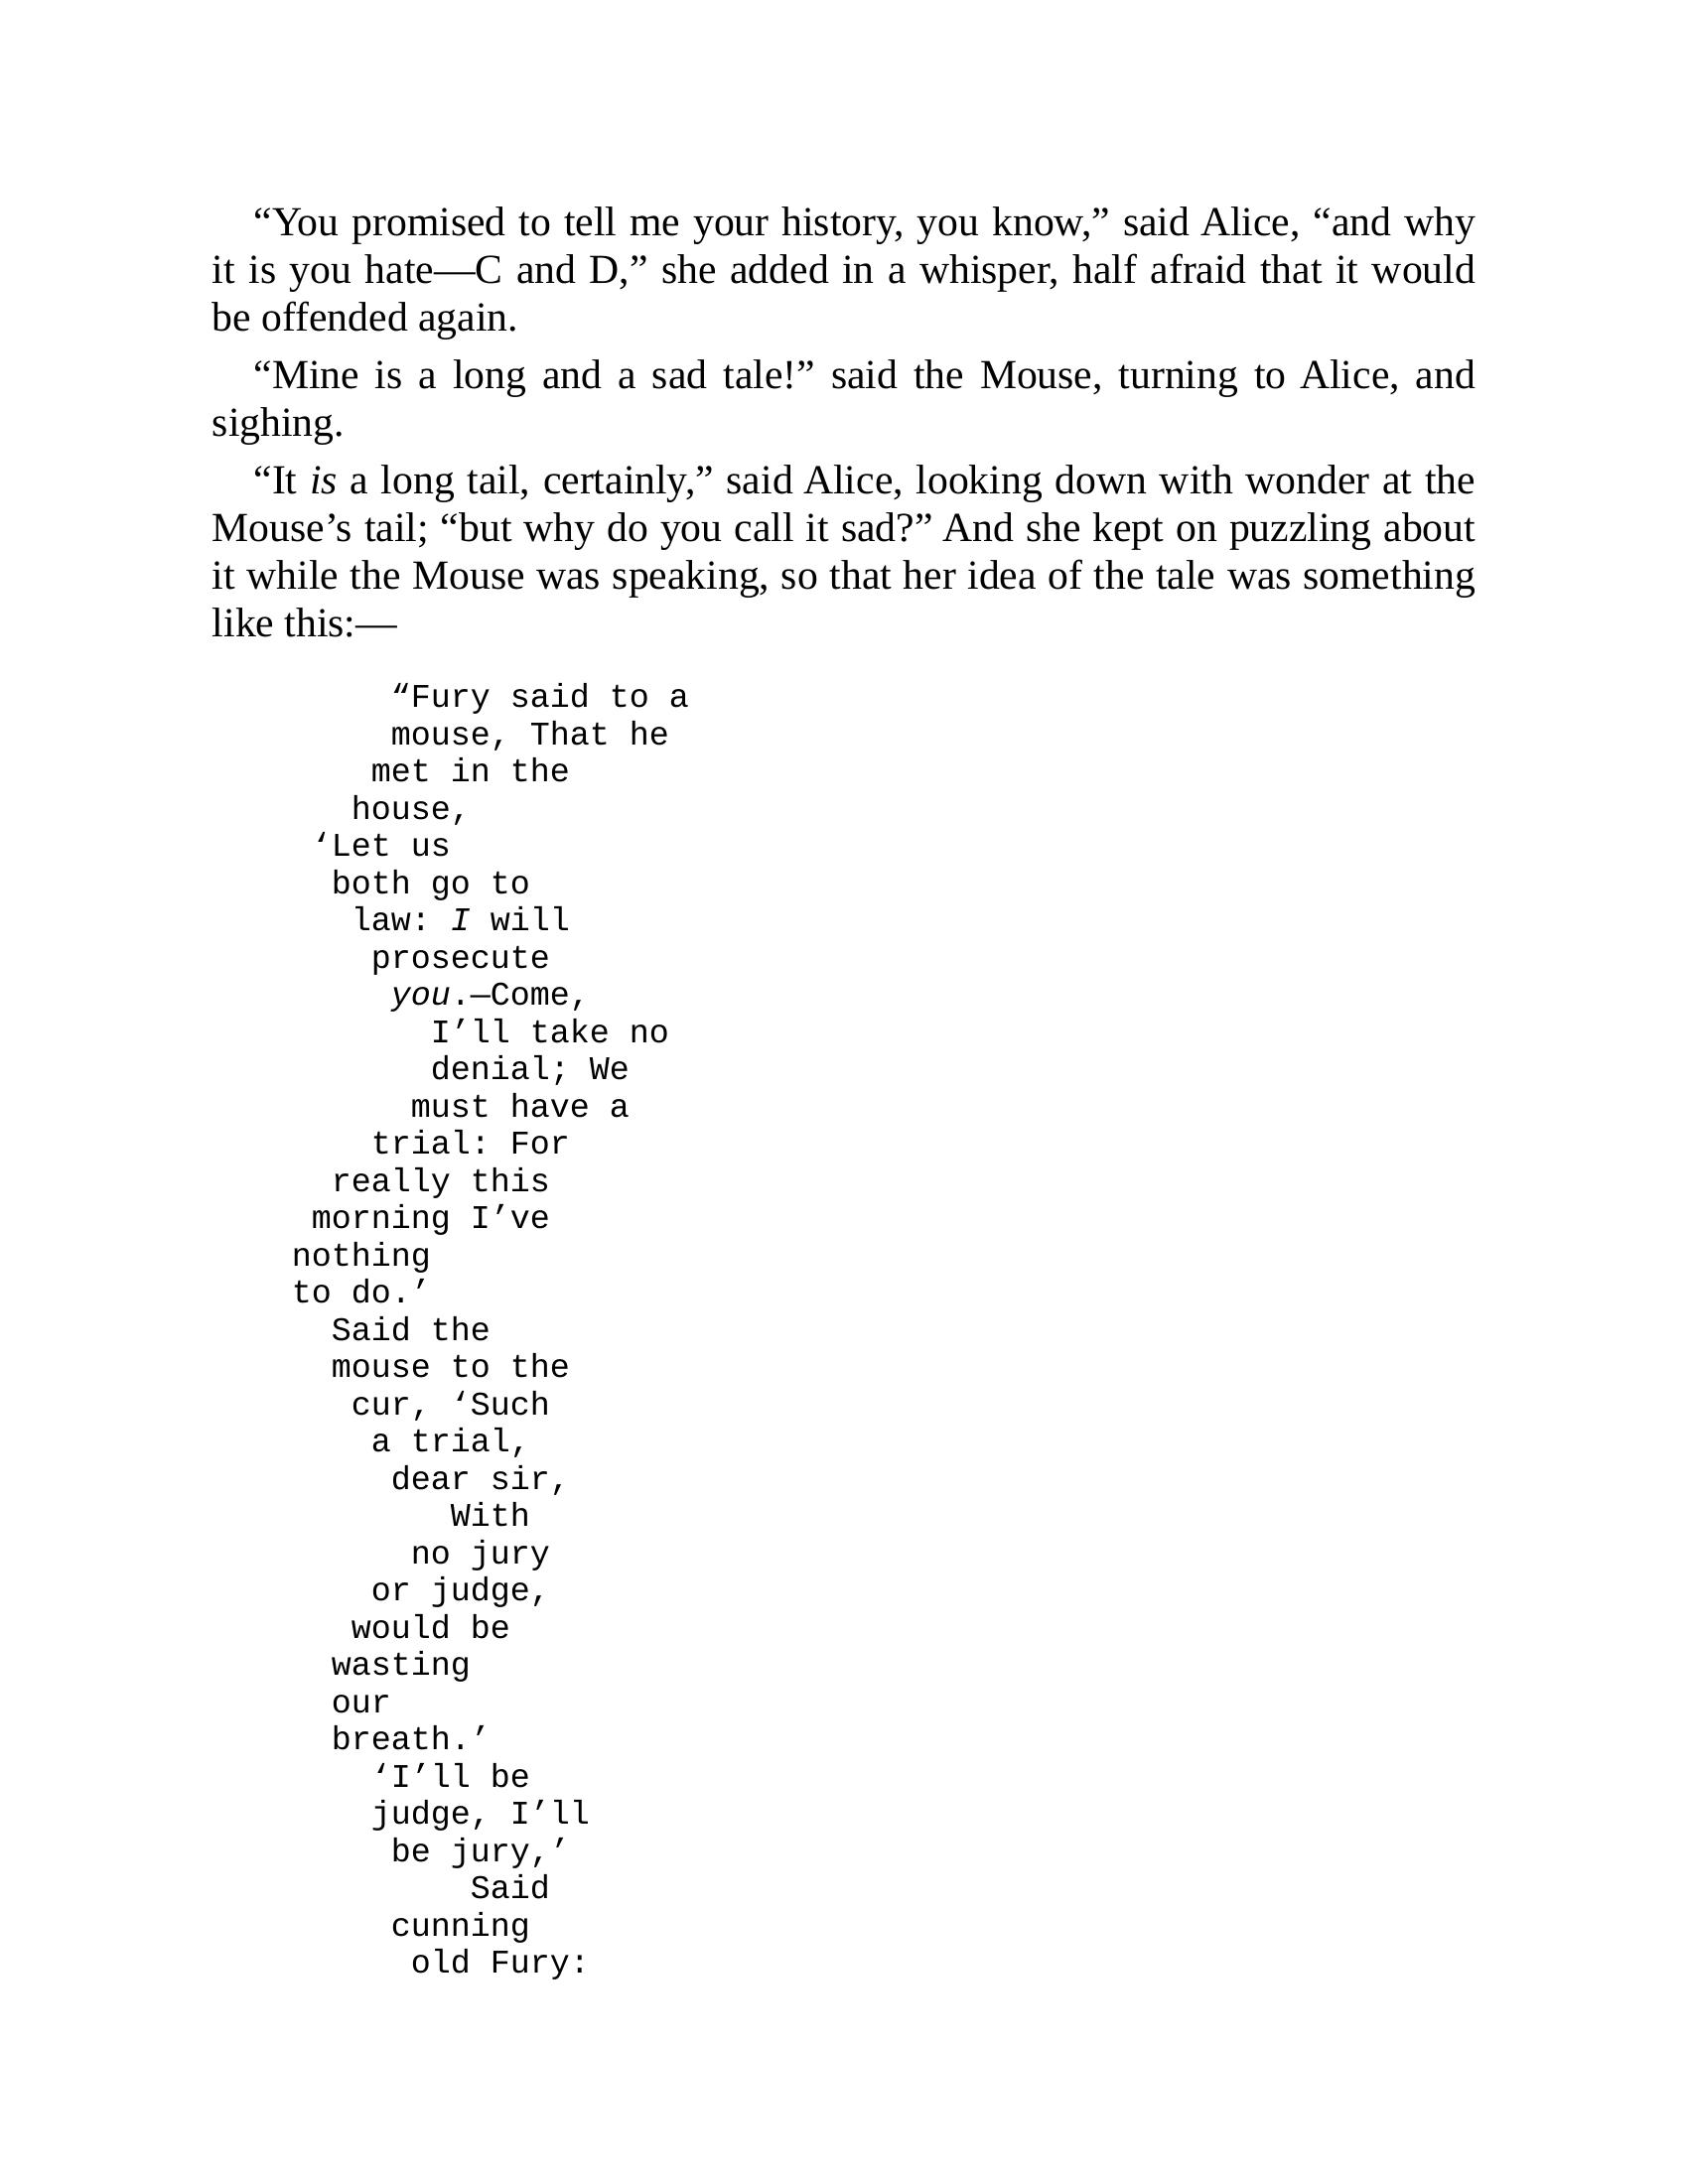 “You promised to tell me your history, you know,” said Alice, “and why
it is you hate—C and D,” she added in a whisper, half afraid that it would
be offended again.
“Mine is a long and a sad tale!” said the Mouse, turning to Alice, and
sighing.
“It is a long tail, certainly,” said Alice, looking down with wonder at the
Mouse’s tail; “but why do you call it sad?” And she kept on puzzling about
it while the Mouse was speaking, so that her idea of the tale was something
like this:—
“Fury said to a
mouse, That he
met in the
house,
‘Let us
both go to
law: I will
prosecute
you.—Come,
I’ll take no
denial; We
must have a
trial: For
really this
morning I’ve
nothing
to do.’
Said the
mouse to the
cur, ‘Such
a trial,
dear sir,
With
no jury
or judge,
would be
wasting
our
breath.’
‘I’ll be
judge, I’ll
be jury,’
Said
cunning
old Fury: